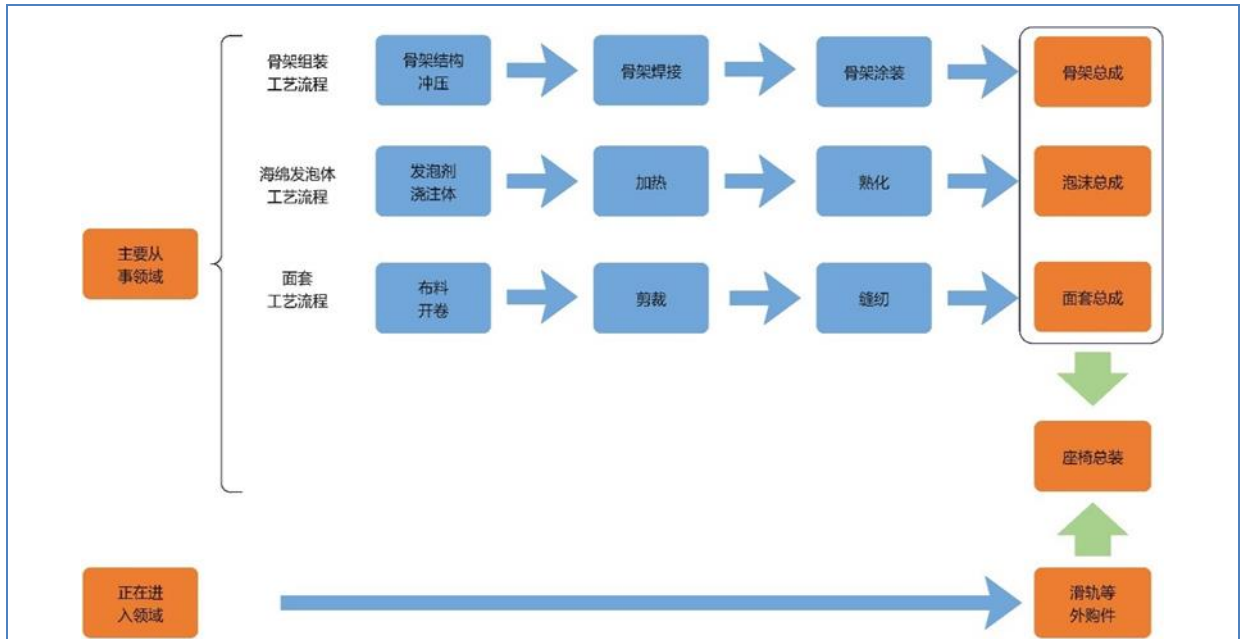 骨架组装
工艺流程
骨架结构
冲压
骨架焊接
骨架涂装
骨架总成
海绵发泡体
工艺流程
发泡剂
浇注体
加热
熟化
泡沫总成
主要从
事领域
面套
工艺流程
布料
开卷
剪裁
缝纫
面套总成
座椅总装
正在进
入领域
滑轨等
外购件